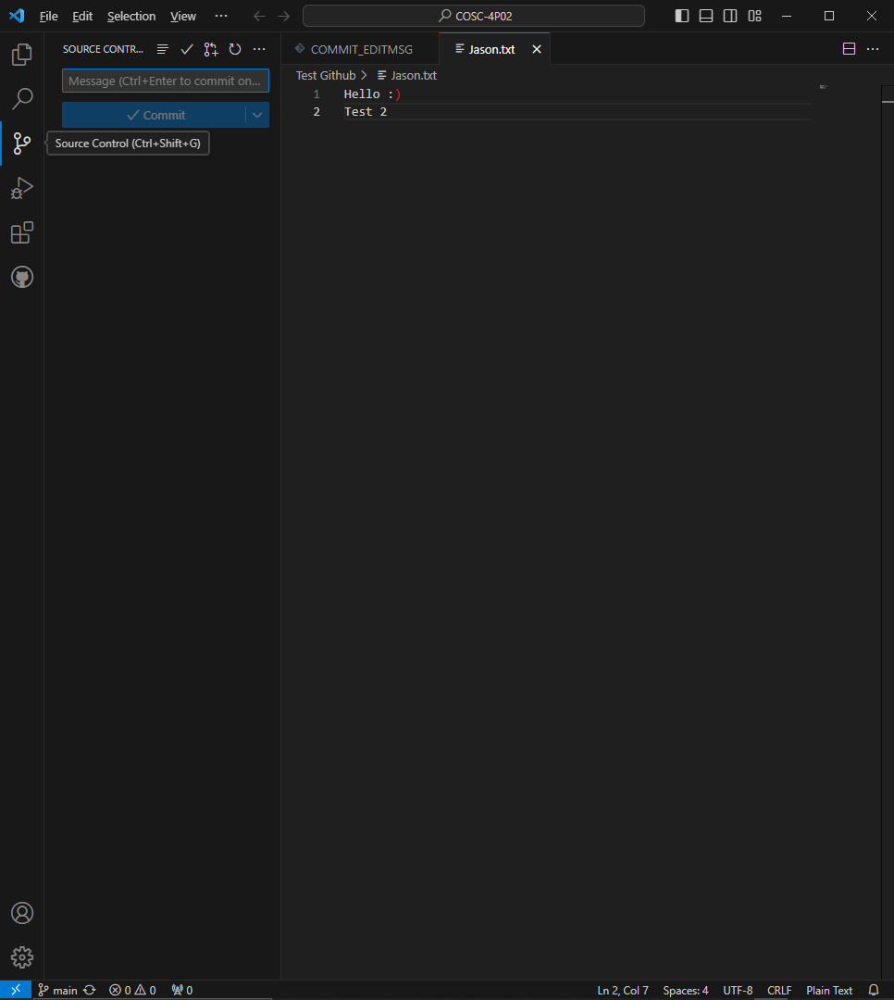 File Edit Selection View ··· COSC-4P02
SOURCE CONTR...
COMMIT_EDITMSG Jason.txt
Message (Ctrl+Enter to commit on...
Test Github > Jason.txt
1 Hello :)
2 Test 2
Commit
Source Control (Ctrl+Shift+G)
main 0 0 0 Ln 2, Col 7 Spaces: 4 UTF-8 CRLF Plain Text